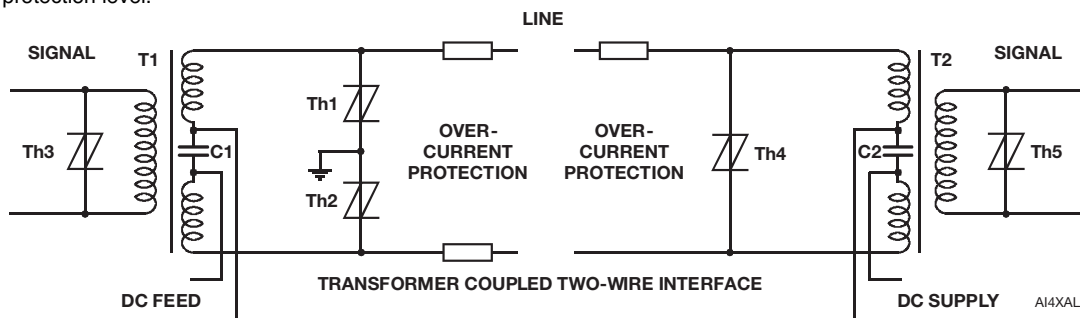 protection level.
LINE
SIGNAL
T1
T2
SIGNAL
Th1
OVER-
CURRENT
PROTECTION
OVER-
CURRENT
PROTECTION
Th3
C1
Th4
C2
Th5
Th2
TRANSFORMER COUPLED TWO-WIRE INTERFACE
DC FEED
DC SUPPLY
AI4XAL